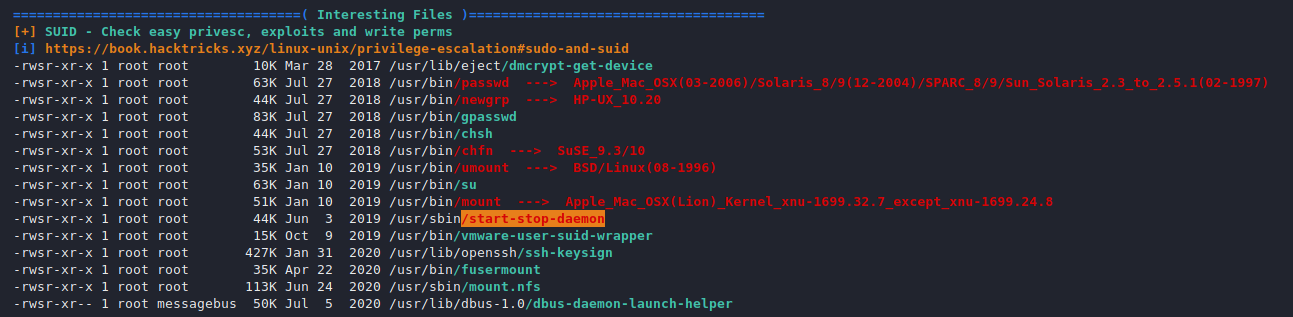 ====================================( Interesting Files )=====================================
[+] SUID - Check easy privesc, exploits and write perms
[i] https://book.hacktricks.xyz/linux-unix/privilege-escalation#sudo-and-suid
-rwsr-xr-x 1 root root        10K Mar 28  2017 /usr/lib/eject/dmcrypt-get-device
-rwsr-xr-x 1 root root        63K Jul 27  2018 /usr/bin/passwd  --->  Apple_Mac_OSX(03-2006)/Solaris_8/9(12-2004)/SPARC_8/9/Sun_Solaris_2.3_to_2.5.1(02-1997)
-rwsr-xr-x 1 root root        44K Jul 27  2018 /usr/bin/newgrp  --->  HP-UX_10.20
-rwsr-xr-x 1 root root        83K Jul 27  2018 /usr/bin/gpasswd
-rwsr-xr-x 1 root root        44K Jul 27  2018 /usr/bin/chsh
-rwsr-xr-x 1 root root        53K Jul 27  2018 /usr/bin/chfn  --->  SuSE_9.3/10
-rwsr-xr-x 1 root root        35K Jan 10  2019 /usr/bin/umount  --->  BSD/Linux(08-1996)
-rwsr-xr-x 1 root root        63K Jan 10  2019 /usr/bin/su
-rwsr-xr-x 1 root root        51K Jan 10  2019 /usr/bin/mount  --->  Apple_Mac_OSX(Lion)_Kernel_xnu-1699.32.7_except_xnu-1699.24.8
-rwsr-xr-x 1 root root        44K Jun  3  2019 /usr/sbin/start-stop-daemon
-rwsr-xr-x 1 root root        15K Oct  9  2019 /usr/bin/vmware-user-suid-wrapper
-rwsr-xr-x 1 root root       427K Jan 31  2020 /usr/lib/openssh/ssh-keysign
-rwsr-xr-x 1 root root        35K Apr 22  2020 /usr/bin/fusermount
-rwsr-xr-x 1 root root       113K Jun 24  2020 /usr/sbin/mount.nfs
-rwsr-xr-- 1 root messagebus  50K Jul  5  2020 /usr/lib/dbus-1.0/dbus-daemon-launch-helper